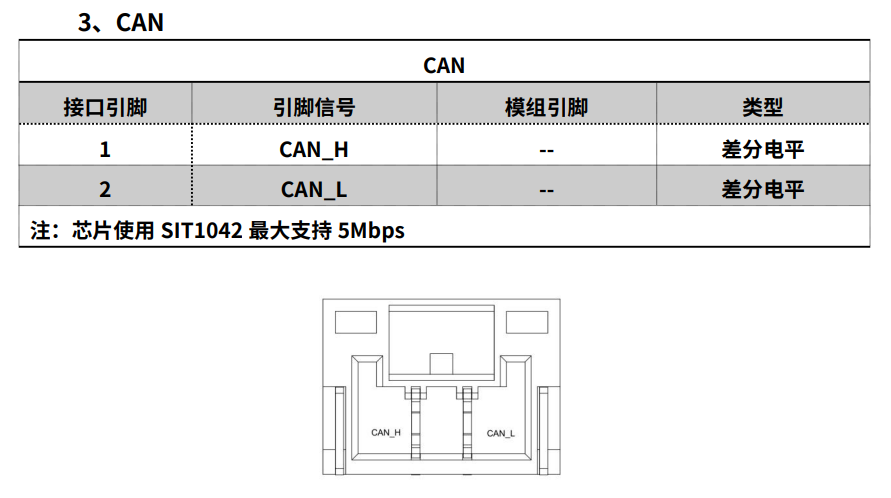 3、CAN
CAN
接口引脚 引脚信号 模组引脚 类型
1 CAN_H -- 差分电平
2 CAN_L -- 差分电平
注：芯片使用 SIT1042 最大支持 5Mbps
CAN_H CAN_L